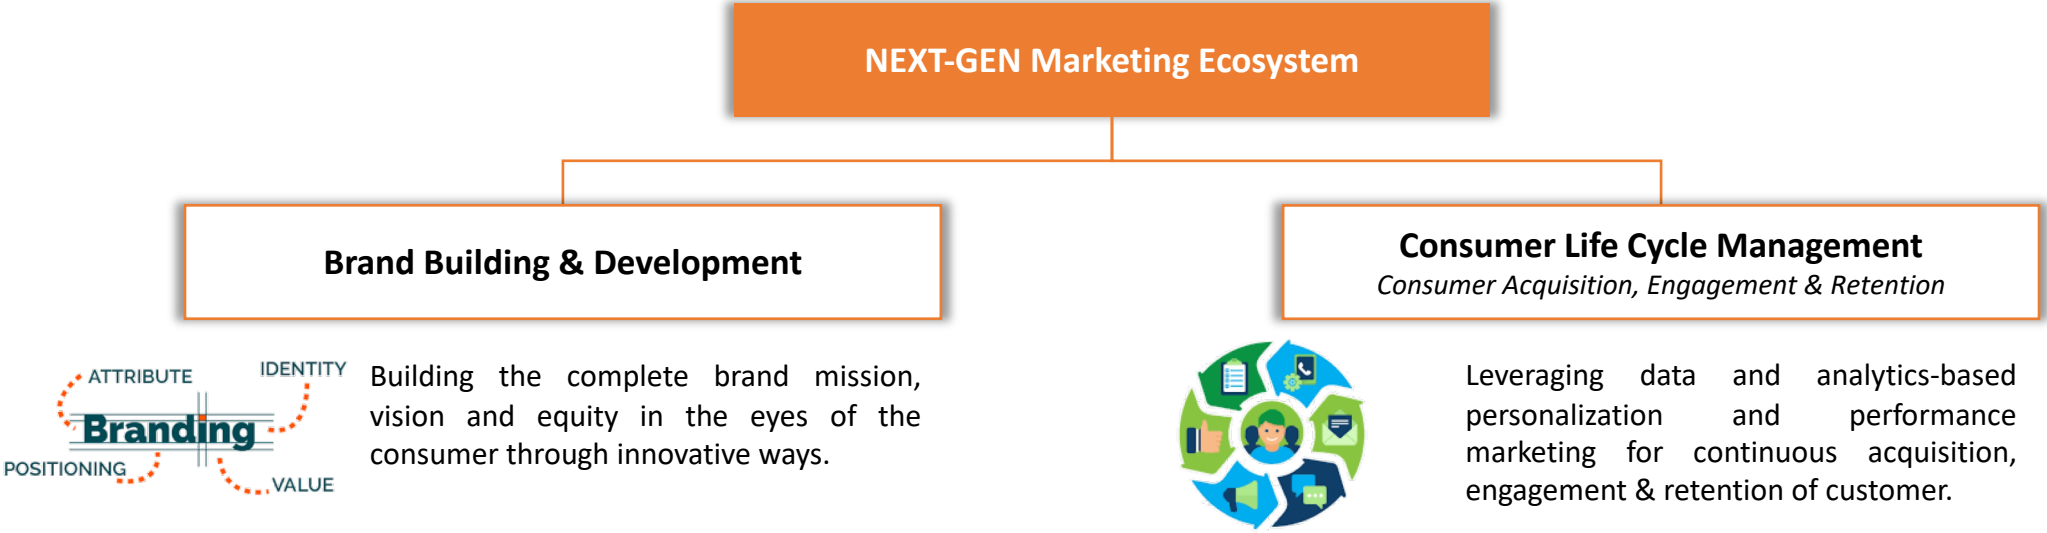 NEXT-GEN Marketing Ecosystem
Brand Building & Development
Consumer Life Cycle Management
Consumer Acquisition, Engagement & Retention
ATTRIBUTE
IDENTITY
Branding
POSITIONING
VALUE
Building the complete brand mission,
vision and equity in the eyes of the
consumer through innovative ways.
Leveraging data and analytics-based
personalization and performance
marketing for continuous acquisition,
engagement & retention of customer.